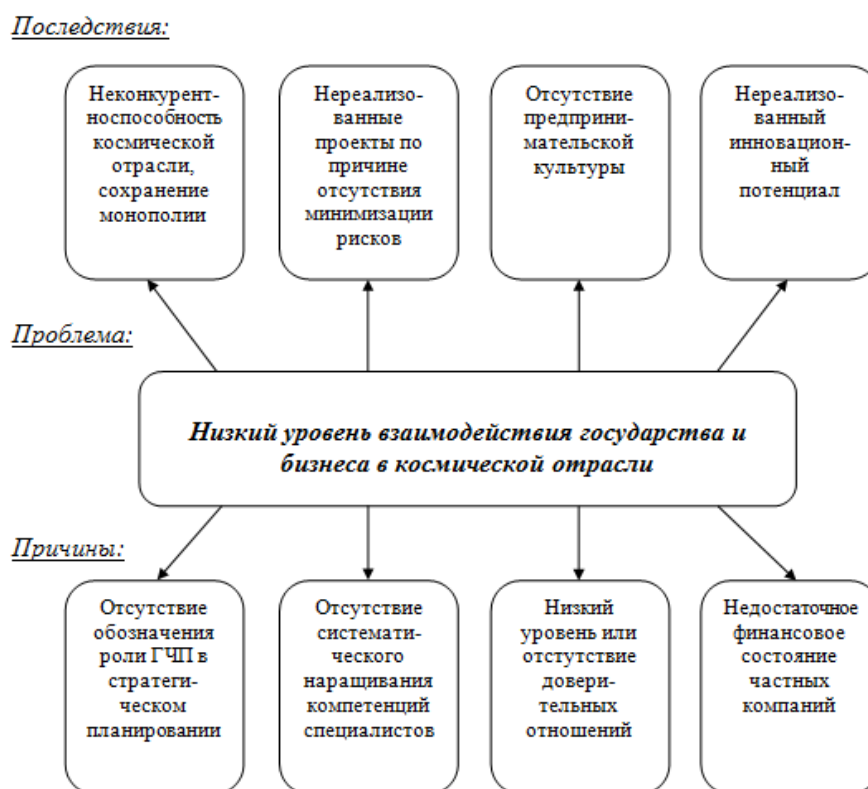 Последствия:
Неконкурент-
носпособность
космической
отрасли,
сохранение
монополии
Нереализо-
ванные
проекты по
причине
отсутствия
минимизации
рисков
Отсутствие
предприни-
мательской
культуры
Нереализо-
ванный
инновацион-
ный
потенциал
Проблема:
Низкий уровень взаимодействия государства и
бизнеса в космической отрасли
Причины:
Отсутствие
обозначения
роли ГЧП в
стратеги-
ческом
планировании
Отсутствие
системати-
ческого
наращивания
компетенций
специалистов
Низкий
уровень или
отстутствие
довери-
тельных
отношений
Недостаточное
финансовое
состояние
частных
компаний